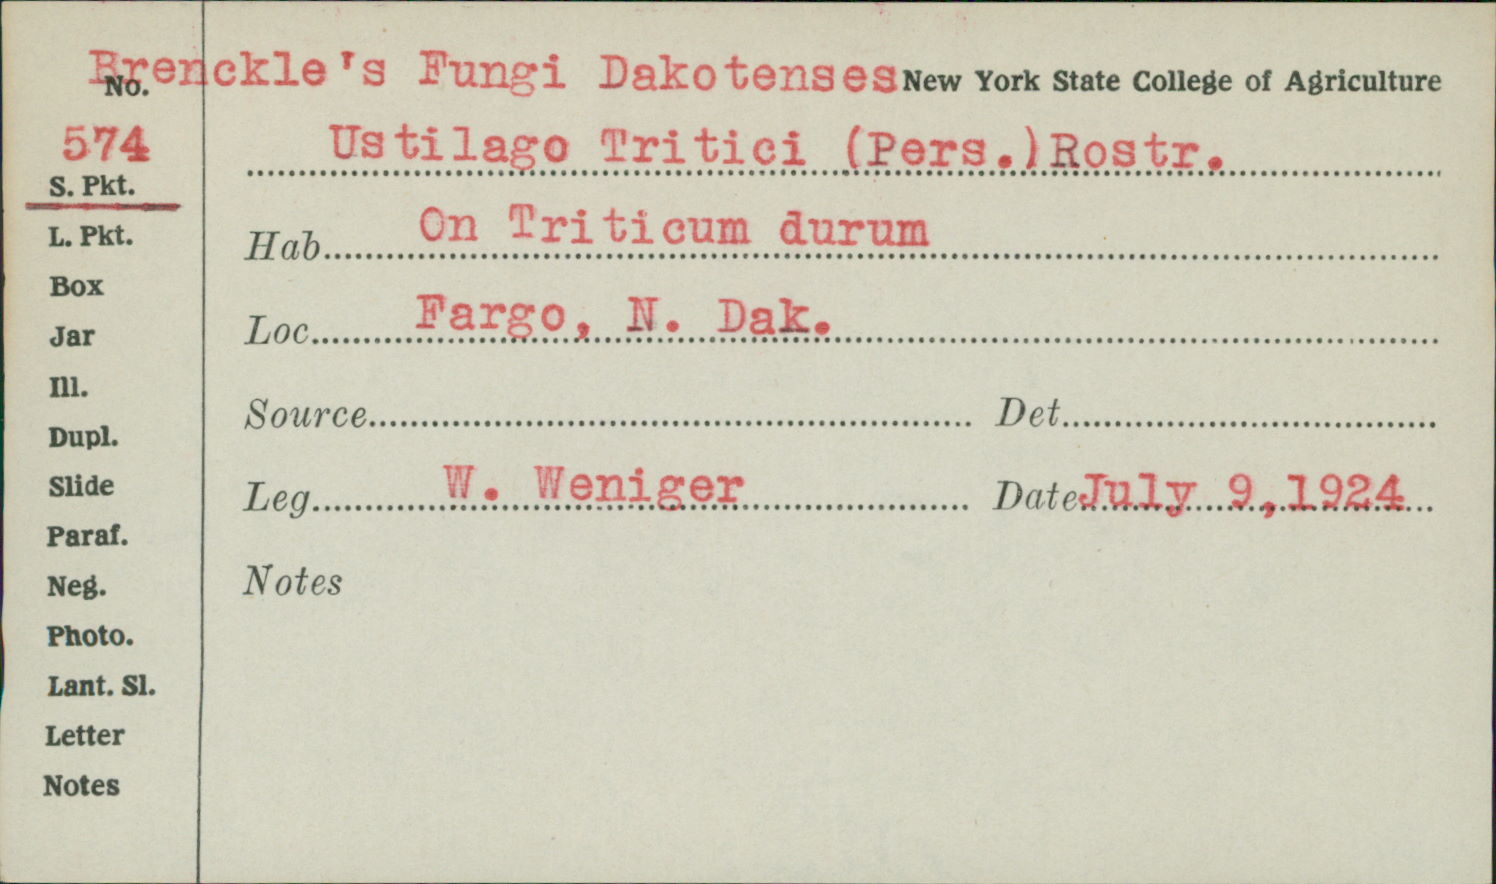 Brenckle's Fungi Dakotenses New York State College of Agriculture
No.
574 Ustilago Tritici (Pers.)Rostr.
S. Pkt.
Hab On Triticum durum
L. Pkt.
Box
Loc Fargo, N. Dak.
Jar
Ill.
Source Det
Dupl.
Slide
Leg W. Weniger Date July 9,1924
Paraf.
Neg.
Notes
Photo.
Lant. Sl.
Letter
Notes